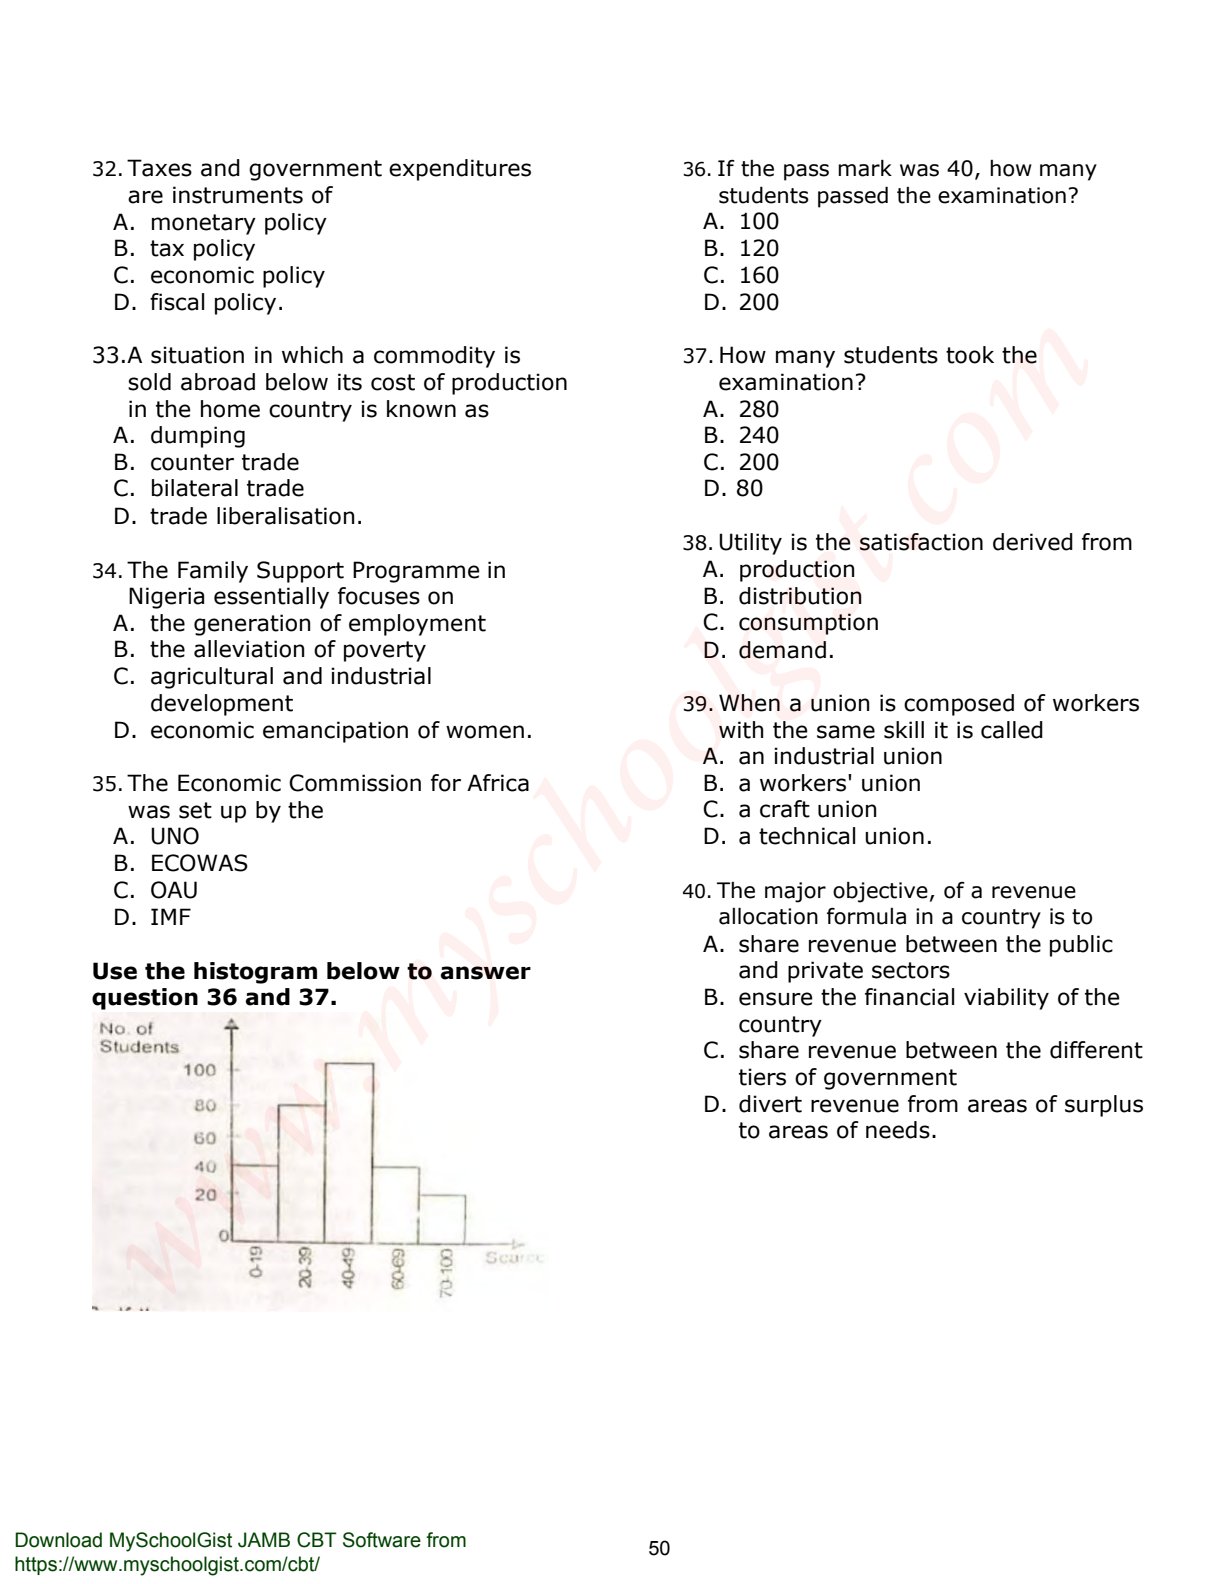 32. Taxes and government expenditures
are instruments of
A. monetary policy
B. tax policy
C. economic policy
D. fiscal policy.
33.A situation in which a commodity is
sold abroad below its cost of production
in the home country is known as
A. dumping
B. counter trade
C. bilateral trade
D. trade liberalisation.
34. The Family Support Programme in
Nigeria essentially focuses on
A. the generation of employment
B. the alleviation of poverty
C. agricultural and industrial
development
D. economic emancipation of women.
35. The Economic Commission for Africa
was set up by the
A. UNO
B. ECOWAS
C. OAU
D. IMF
Use the histogram below to answer
question 36 and 37.
No. of
Students
100
80
60
40
20
0
0-19
20-39
40-49
60-69
70-100
36. If the pass mark was 40, how many
students passed the examination?
A. 100
B. 120
C. 160
D. 200
37. How many students took the
examination?
A. 280
B. 240
C. 200
D. 80
38. Utility is the satisfaction derived from
A. production
B. distribution
C. consumption
D. demand.
39. When a union is composed of workers
with the same skill it is called
A. an industrial union
B. a workers' union
C. a craft union
D. a technical union.
40. The major objective, of a revenue
allocation formula in a country is to
A. share revenue between the public
and private sectors
B. ensure the financial viability of the
country
C. share revenue between the different
tiers of government
D. divert revenue from areas of surplus
to areas of needs.
www.myschoolgist.com
Download MySchoolGist JAMB CBT Software from
https://www.myschoolgist.com/cbt/
50